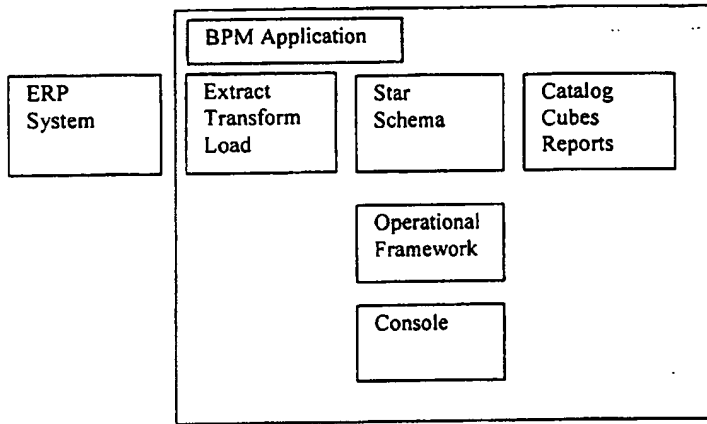 BPM Application
ERP
System
Extract
Transform
Load
Star
Schema
Catalog
Cubes
Reports
Operational
Framework
Console